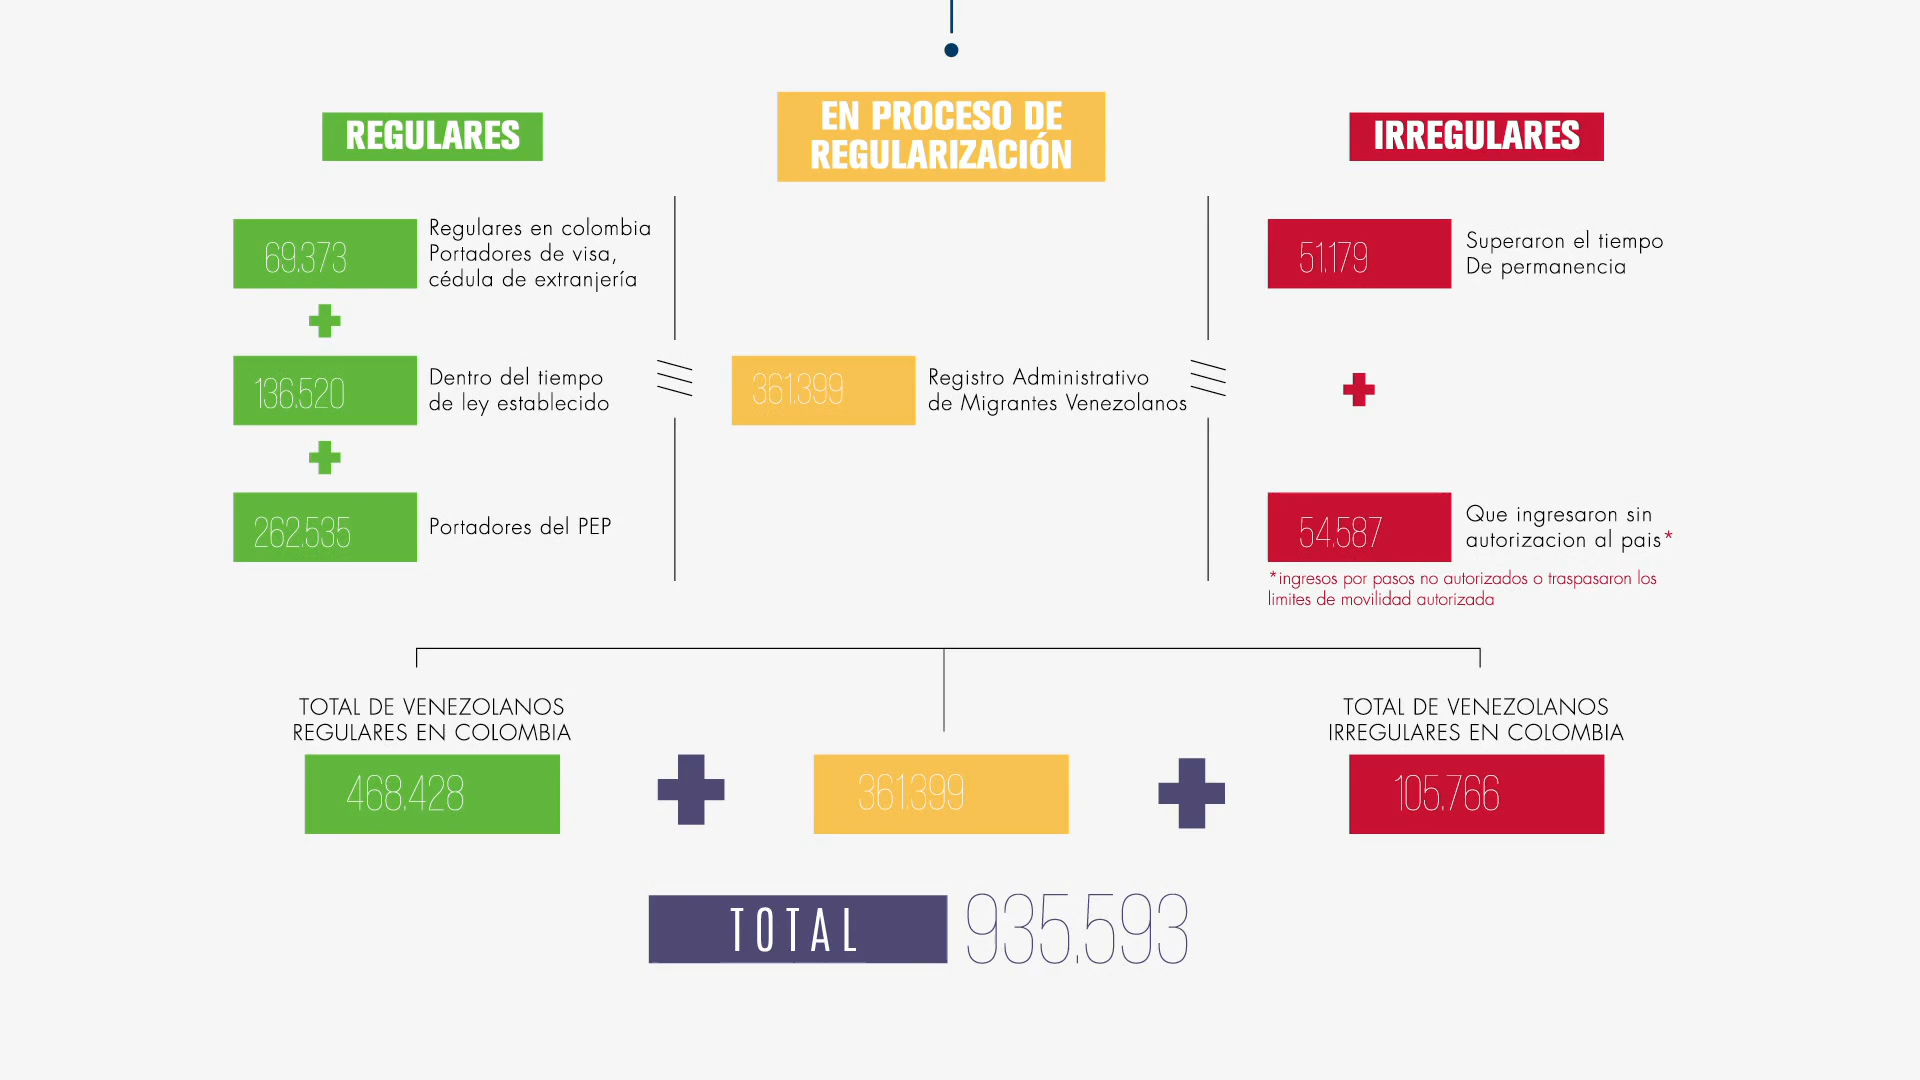 REGULARES
69.373
Regulares en colombia
Portadores de visa,
cédula de extranjería
136.520
Dentro del tiempo
de ley establecido
262.535
Portadores del PEP
EN PROCESO DE
REGULARIZACIÓN
361.399
Registro Administrativo
de Migrantes Venezolanos
IRREGULARES
51.179
Superaron el tiempo
De permanencia
54.587
Que ingresaron sin
autorizacion al pais*
*ingresos por pasos no autorizados o traspasaron los
limites de movilidad autorizada
TOTAL DE VENEZOLANOS
REGULARES EN COLOMBIA
468.428
361.399
TOTAL DE VENEZOLANOS
IRREGULARES EN COLOMBIA
105.766
TOTAL 935.593